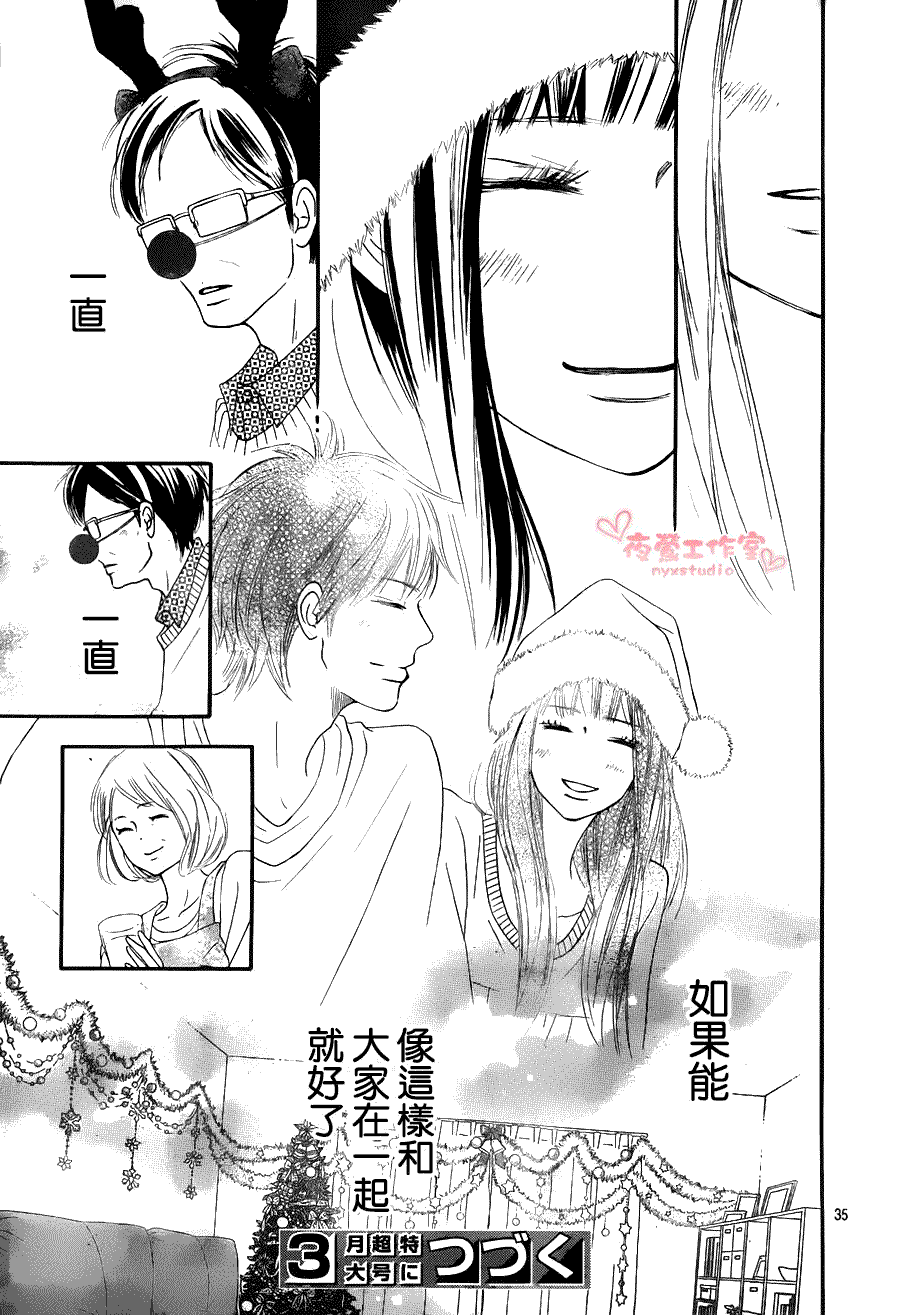 一直
一直
夜鶯工作室
nyxstudio
如果能
像這樣和
大家在一起
就好了
35
3月超特大号に つづく